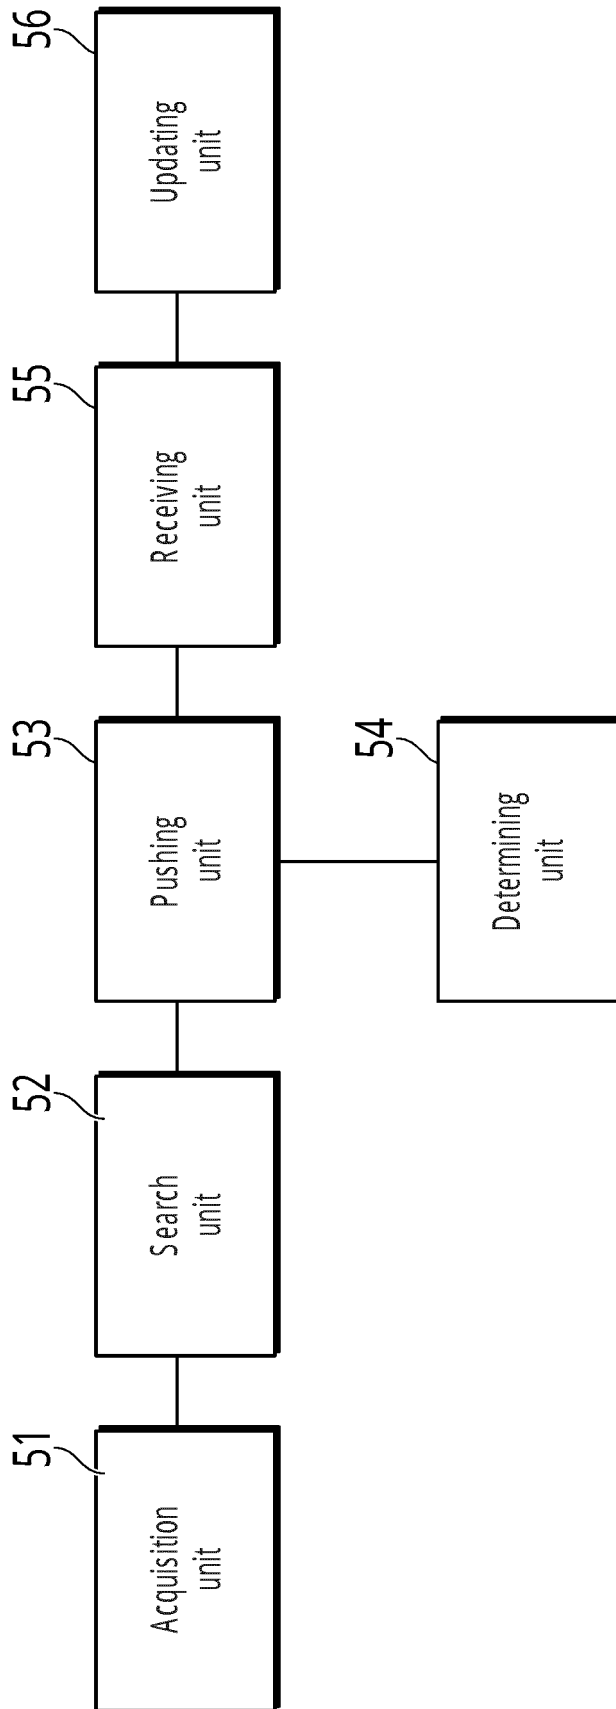 51
Acquisition
unit
52
Search
unit
53
Pushing
unit
54
Determining
unit
55
Receiving
unit
56
Updating
unit